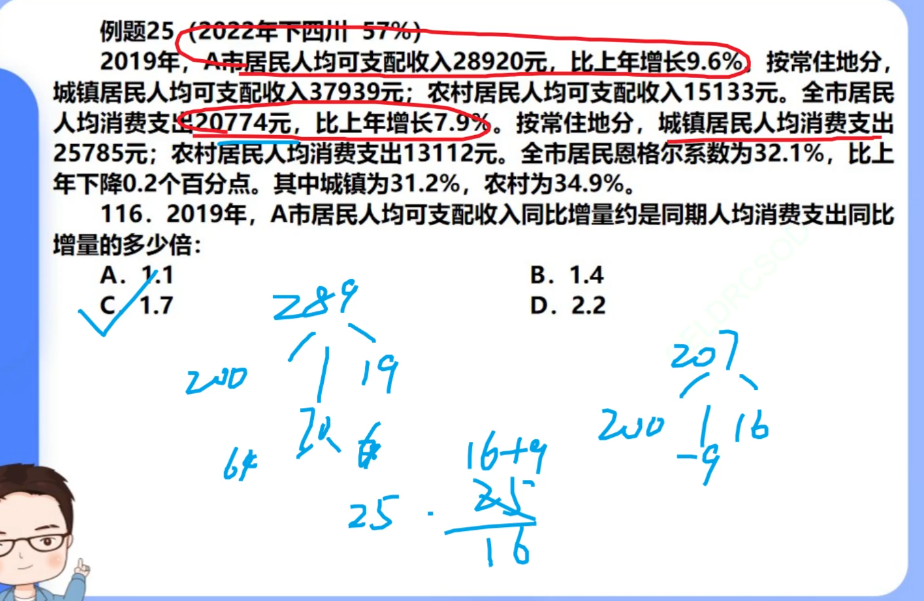 例题25（2022年下四川 57%）
2019年，A市居民人均可支配收入28920元，比上年增长9.6%。按常住地分，
城镇居民人均可支配收入37939元；农村居民人均可支配收入15133元。全市居民
人均消费支出20774元，比上年增长7.9%。按常住地分，城镇居民人均消费支出
25785元；农村居民人均消费支出13112元。全市居民恩格尔系数为32.1%，比上
年下降0.2个百分点。其中城镇为31.2%，农村为34.9%。
116．2019年，A市居民人均可支配收入同比增量约是同期人均消费支出同比
增量的多少倍：
A．1.1
B．1.4
C．1.7
D．2.2
289
200
19
207
200
16
-9
16+9
25
25
16